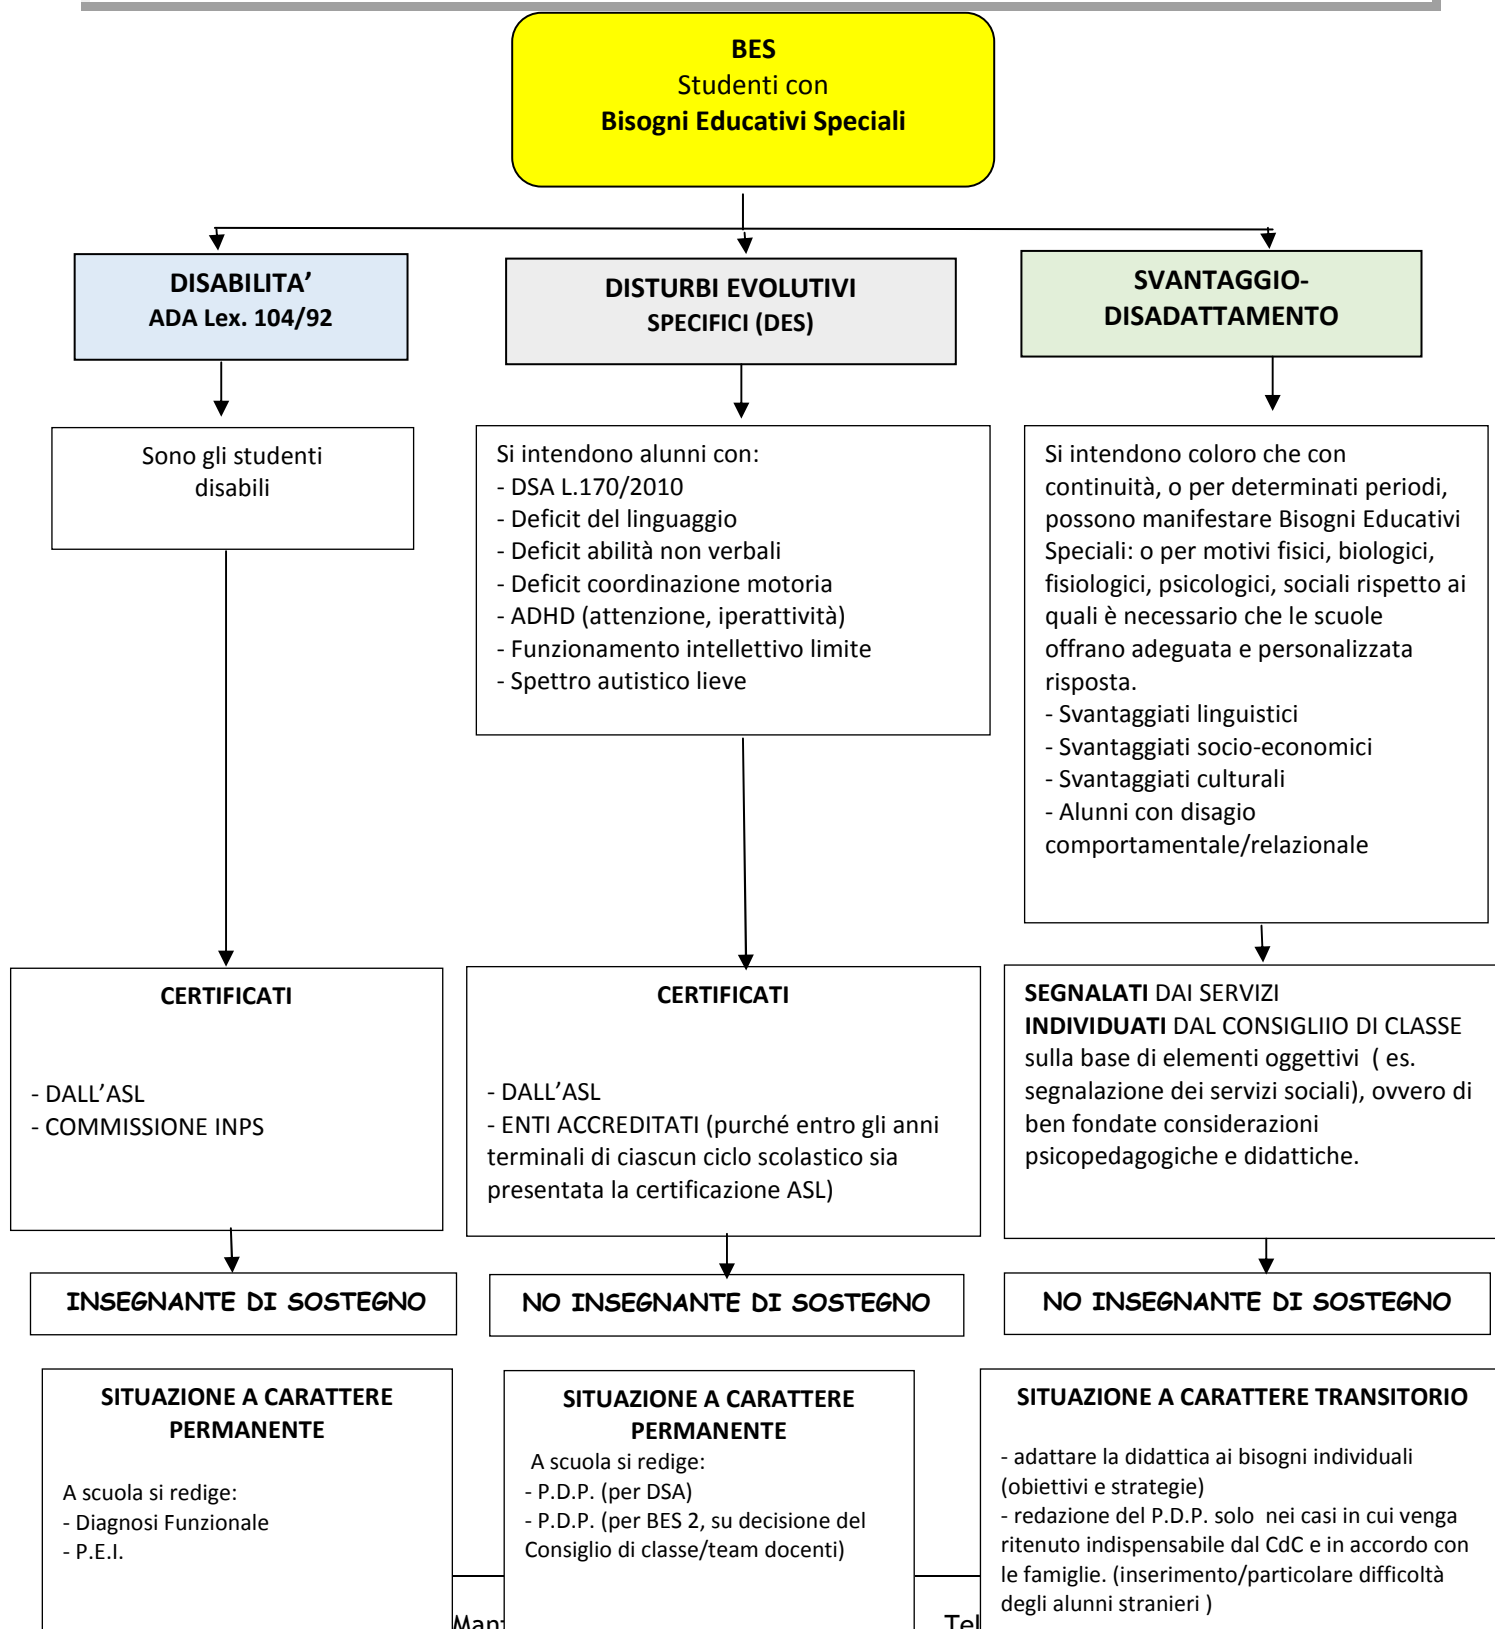 BES
Studenti con
Bisogni Educativi Speciali
DISABILITA’
ADA Lex. 104/92
DISTURBI EVOLUTIVI
SPECIFICI (DES)
SVANTAGGIO-
DISADATTAMENTO
Sono gli studenti
disabili
Si intendono alunni con:
- DSA L.170/2010
- Deficit del linguaggio
- Deficit abilità non verbali
- Deficit coordinazione motoria
- ADHD (attenzione, iperattività)
- Funzionamento intellettivo limite
- Spettro autistico lieve
Si intendono coloro che con
continuità, o per determinati periodi,
possono manifestare Bisogni Educativi
Speciali: o per motivi fisici, biologici,
fisiologici, psicologici, sociali rispetto ai
quali è necessario che le scuole
offrano adeguata e personalizzata
risposta.
- Svantaggiati linguistici
- Svantaggiati socio-economici
- Svantaggiati culturali
- Alunni con disagio
comportamentale/relazionale
CERTIFICATI
- DALL’ASL
- COMMISSIONE INPS
CERTIFICATI
- DALL’ASL
- ENTI ACCREDITATI (purché entro gli anni
terminali di ciascun ciclo scolastico sia
presentata la certificazione ASL)
SEGNALATI DAI SERVIZI
INDIVIDUATI DAL CONSIGLIIO DI CLASSE
sulla base di elementi oggettivi ( es.
segnalazione dei servizi sociali), ovvero di
ben fondate considerazioni
psicopedagogiche e didattiche.
INSEGNANTE DI SOSTEGNO
NO INSEGNANTE DI SOSTEGNO
NO INSEGNANTE DI SOSTEGNO
SITUAZIONE A CARATTERE
PERMANENTE
A scuola si redige:
- Diagnosi Funzionale
- P.E.I.
SITUAZIONE A CARATTERE
PERMANENTE
A scuola si redige:
- P.D.P. (per DSA)
- P.D.P. (per BES 2, su decisione del
Consiglio di classe/team docenti)
SITUAZIONE A CARATTERE TRANSITORIO
- adattare la didattica ai bisogni individuali
(obiettivi e strategie)
- redazione del P.D.P. solo nei casi in cui venga
ritenuto indispensabile dal CdC e in accordo con
le famiglie. (inserimento/particolare difficoltà
degli alunni stranieri )
Tel